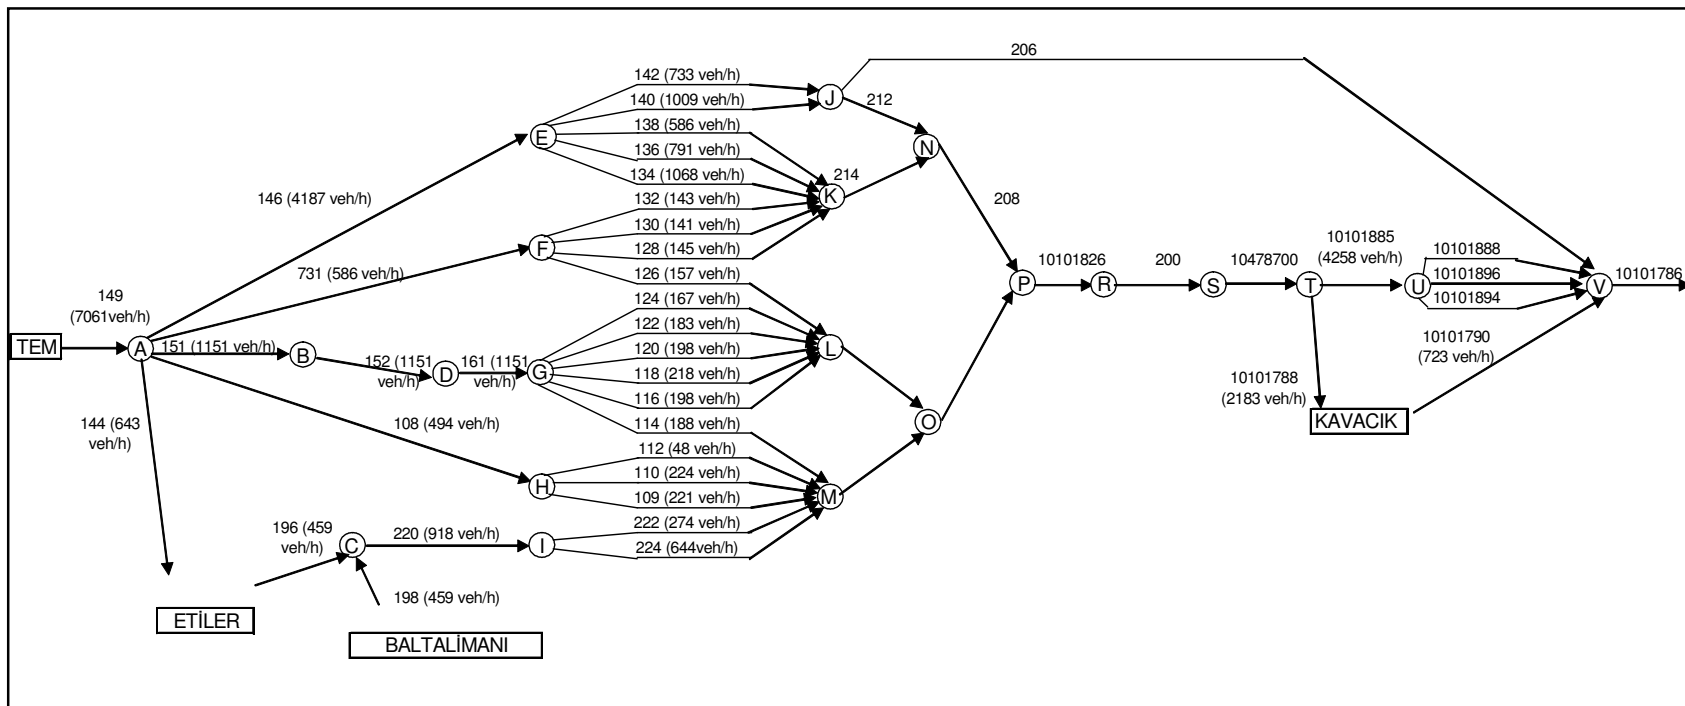 206
142 (733 veh/h)
J
212
140 (1009 veh/h)
138 (586 veh/h)
E
N
136 (791 veh/h)
134 (1068 veh/h)
214
K
146 (4187 veh/h)
132 (143 veh/h)
208
130 (141 veh/h)
F
128 (145 veh/h)
126 (157 veh/h)
731 (586 veh/h)
10101885
(4258 veh/h)
10101888
10101826
200
10478700
10101896
10101786
P
R
S
T
U
V
10101894
149
(7061veh/h)
124 (167 veh/h)
122 (183 veh/h)
TEM
A
151 (1151 veh/h)
B
120 (198 veh/h)
L
10101790
(723 veh/h)
152 (1151
veh/h)
D
161 (1151
veh/h)
G
118 (218 veh/h)
116 (198 veh/h)
10101788
(2183 veh/h)
114 (188 veh/h)
O
KAVACIK
144 (643
veh/h)
108 (494 veh/h)
112 (48 veh/h)
110 (224 veh/h)
H
109 (221 veh/h)
M
222 (274 veh/h)
196 (459
veh/h)
C
220 (918 veh/h)
I
224 (644veh/h)
198 (459 veh/h)
ETİLER
BALTALİMANI